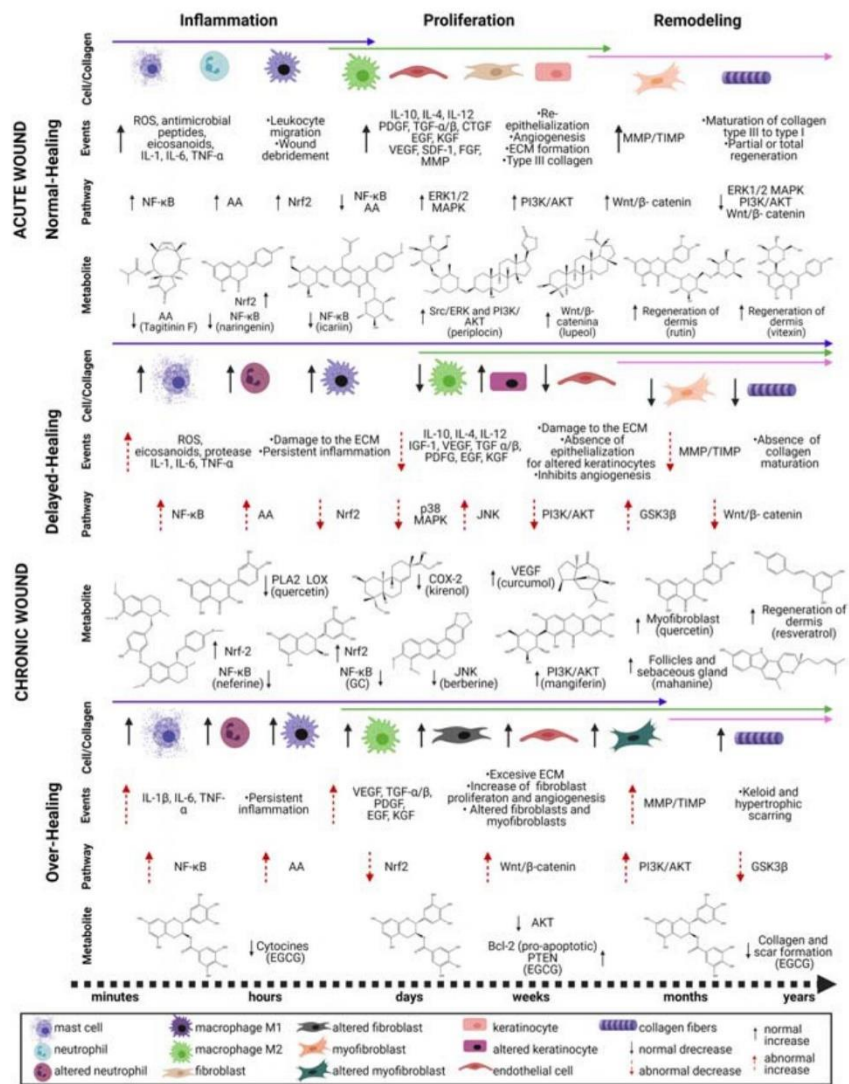 Inflammation Proliferation Remodeling
ACUTE WOUND
Normal-Healing
Cell/Collagen
Events
ROS, antimicrobial
peptides,
eicosanoids,
IL-1, IL-6, TNF-α
•Leukocyte
migration
•Wound
debridement
IL-10, IL-4, IL-12
PDGF, TGF-α/β, CTGF
EGF, KGF
VEGF, SDF-1, FGF,
MMP
•Re-
epithelialization
•Angiogenesis
•ECM formation
•Type III collagen
MMP/TIMP
•Maturation of collagen
type III to type I
•Partial or total
regeneration
Pathway
NF-κB
AA
Nrf2
NF-κB
AA
ERK1/2
MAPK
PI3K/AKT
Wnt/β- catenin
ERK1/2 MAPK
PI3K/AKT
Wnt/β- catenin
Metabolite
AA
(Tagitinin F)
Nrf2
NF-κB
(naringenin)
NF-κB
(icariin)
Src/ERK and PI3K/
AKT
(periplocin)
Wnt/β-
catenina
(lupeol)
Regeneration of
dermis
(rutin)
Regeneration of
dermis
(vitexin)
CHRONIC WOUND
Delayed-Healing
Cell/Collagen
Events
ROS,
eicosanoids, protease
IL-1, IL-6, TNF-α
•Damage to the ECM
•Persistent inflammation
IL-10, IL-4, IL-12
IGF-1, VEGF, TGF α/β,
PDFG, EGF, KGF
•Damage to the ECM
•Absence of
epithelialization
for altered keratinocytes
•Inhibits angiogenesis
MMP/TIMP
•Absence of
collagen
maturation
Pathway
NF-κB
AA
Nrf2
p38
MAPK
JNK
PI3K/AKT
GSK3β
Wnt/β- catenin
Metabolite
PLA2 LOX
(quercetin)
COX-2
(kirenol)
VEGF
(curcumol)
Myofibroblast
(quercetin)
Regeneration of
dermis
(resveratrol)
Nrf-2
NF-κB
(neferine)
Nrf2
NF-κB
(GC)
JNK
(berberine)
PI3K/AKT
(mangiferin)
Follicles and
sebaceous gland
(mahanine)
Over-Healing
Cell/Collagen
Events
IL-1β, IL-6, TNF-
α
•Persistent
inflammation
VEGF, TGF-α/β,
PDGF,
EGF, KGF
•Excesive ECM
•Increase of fibroblast
proliferaton and angiogenesis
• Altered fibroblasts and
myofibroblasts
MMP/TIMP
•Keloid and
hypertrophic
scarring
Pathway
NF-κB
AA
Nrf2
Wnt/β-catenin
PI3K/AKT
GSK3β
Metabolite
Cytocines
(EGCG)
AKT
Bcl-2 (pro-apoptotic)
PTEN
(EGCG)
Collagen and
scar formation
(EGCG)
minutes hours days weeks months years
mast cell
neutrophil
altered neutrophil
macrophage M1
macrophage M2
fibroblast
altered fibroblast
myofibroblast
altered myofibroblast
keratinocyte
altered keratinocyte
endothelial cell
collagen fibers
normal drecrease
abnormal decrease
normal
increase
abnormal
increase